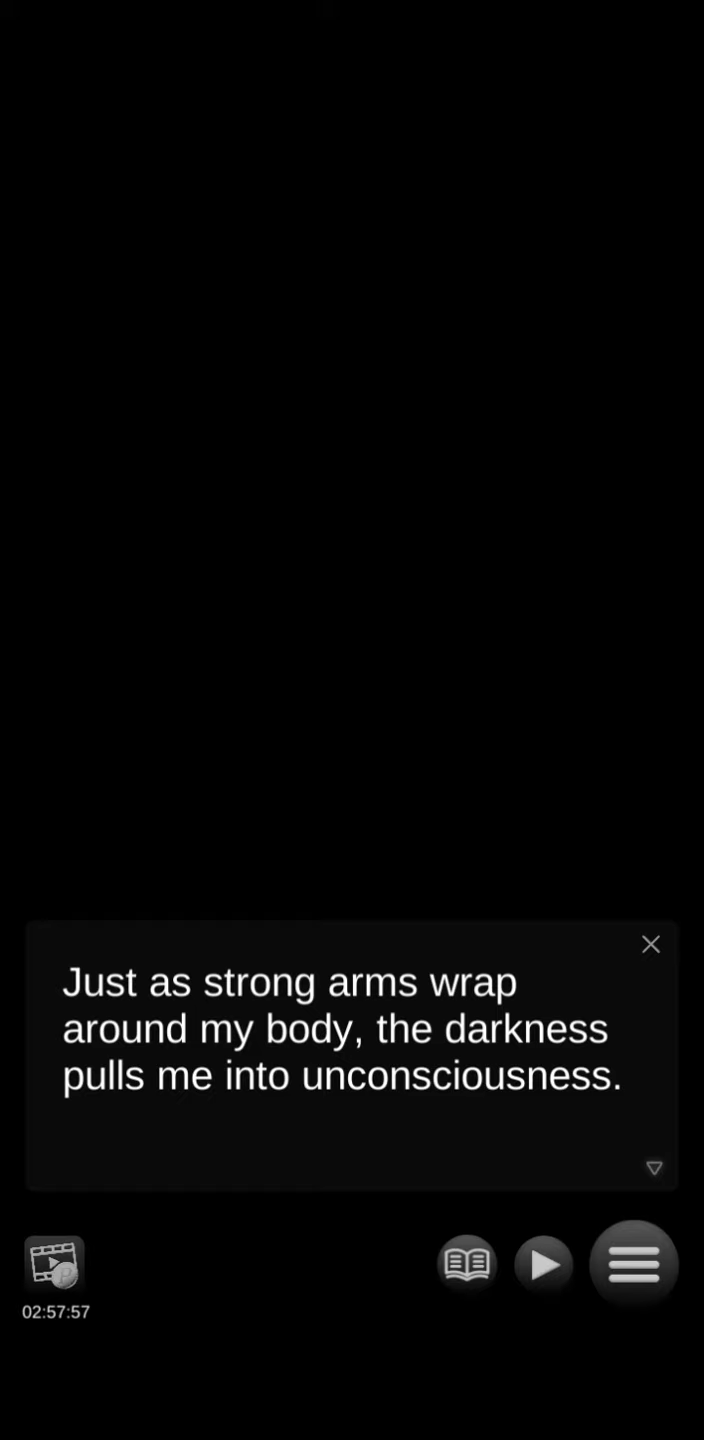 Just as strong arms wrap
around my body, the darkness
pulls me into unconsciousness.
02:57:57